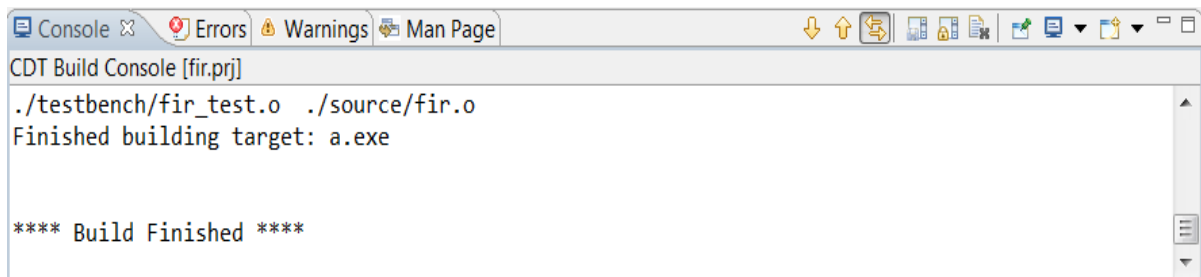 Console Errors Warnings Man Page
CDT Build Console [fir.prj]
./testbench/fir_test.o ./source/fir.o
Finished building target: a.exe
**** Build Finished ****